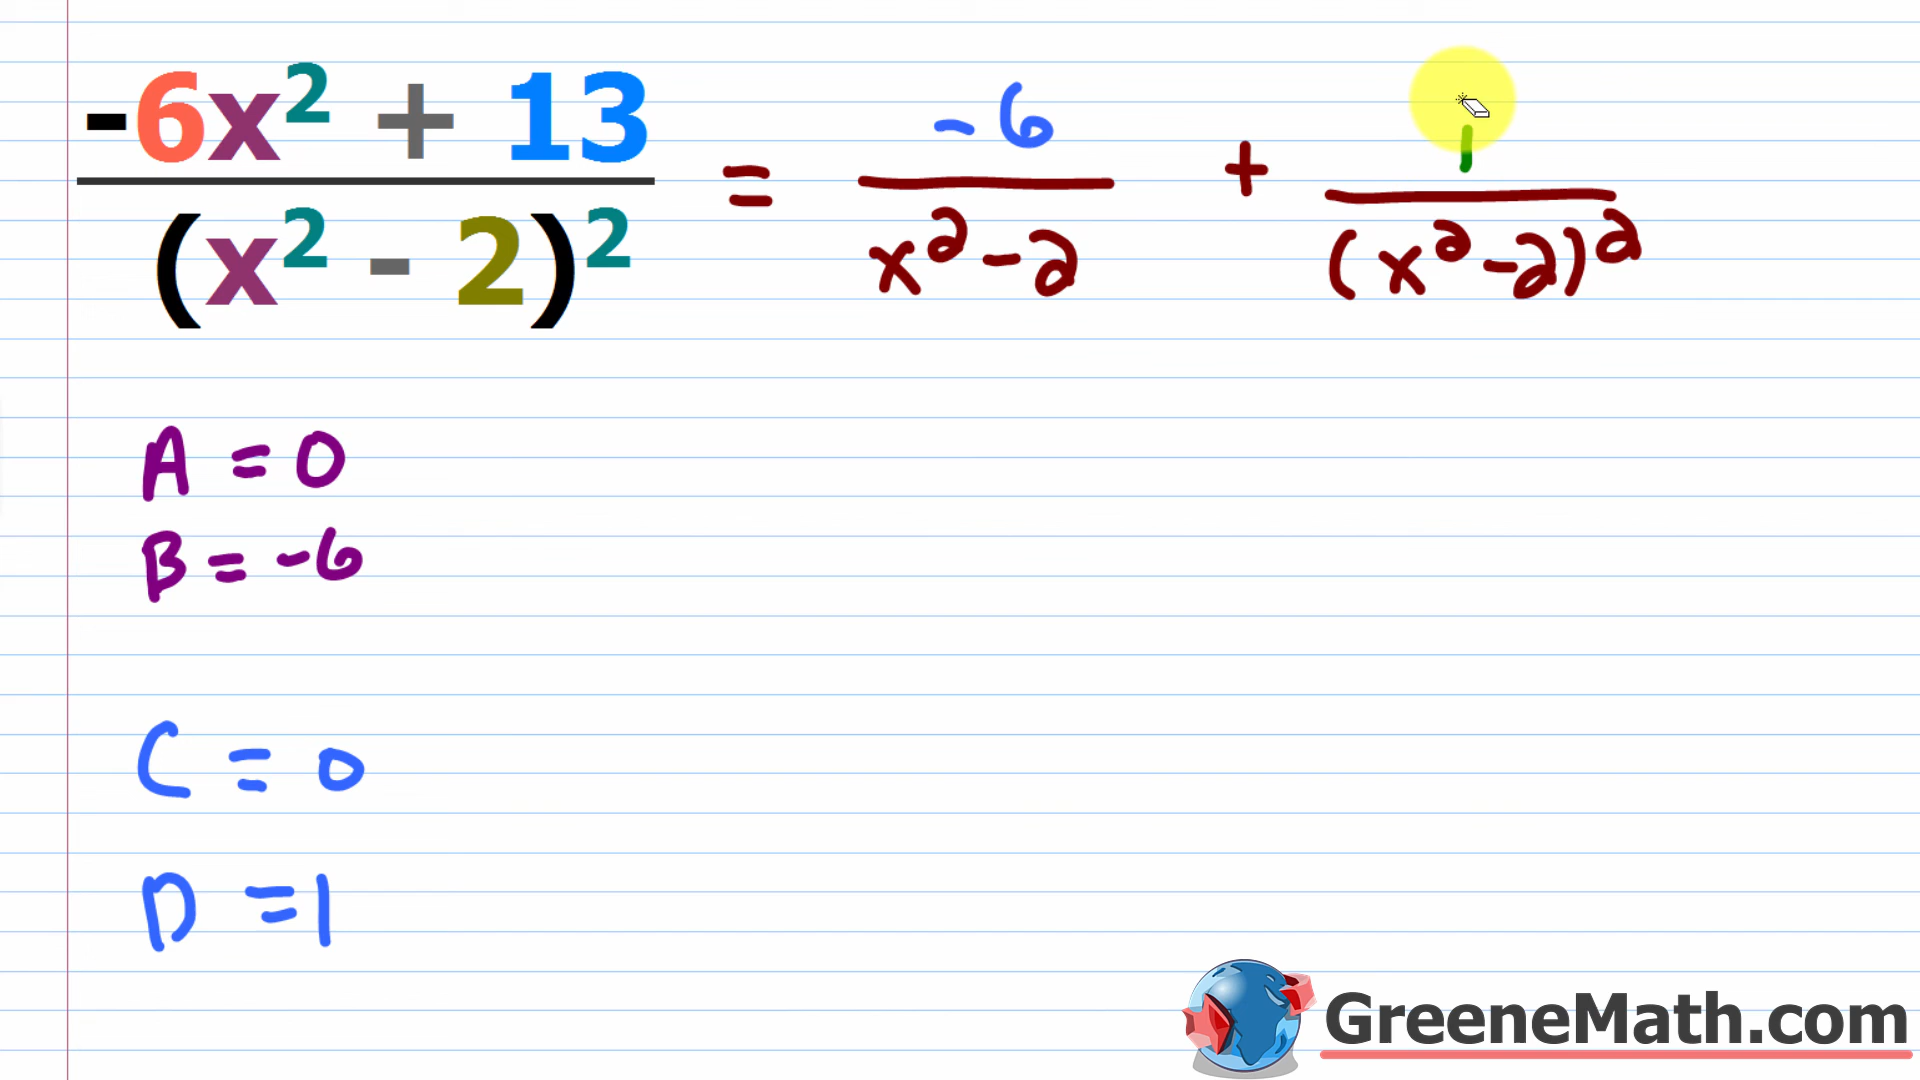 -6x² + 13 / (x² - 2)² = -6 / x² - 2 + 1 / (x² - 2)²
A = 0
B = -6
C = 0
D = 1
GreeneMath.com